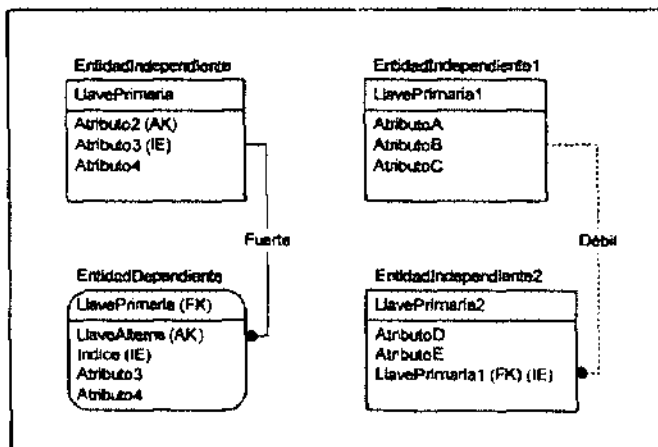 EntidadIndependiente
LlavePrimaria
Atributo2 (AK)
Atributo3 (IE)
Atributo4
EntidadIndependiente1
LlavePrimaria1
AtributoA
AtributoB
AtributoC
Fuerte
Débil
EntidadDependiente
LlavePrimaria (FK)
LlaveAlterna (AK)
Indice (IE)
Atributo3
Atributo4
EntidadIndependiente2
LlavePrimaria2
AtributoD
AtributoE
LlavePrimaria1 (FK) (IE)